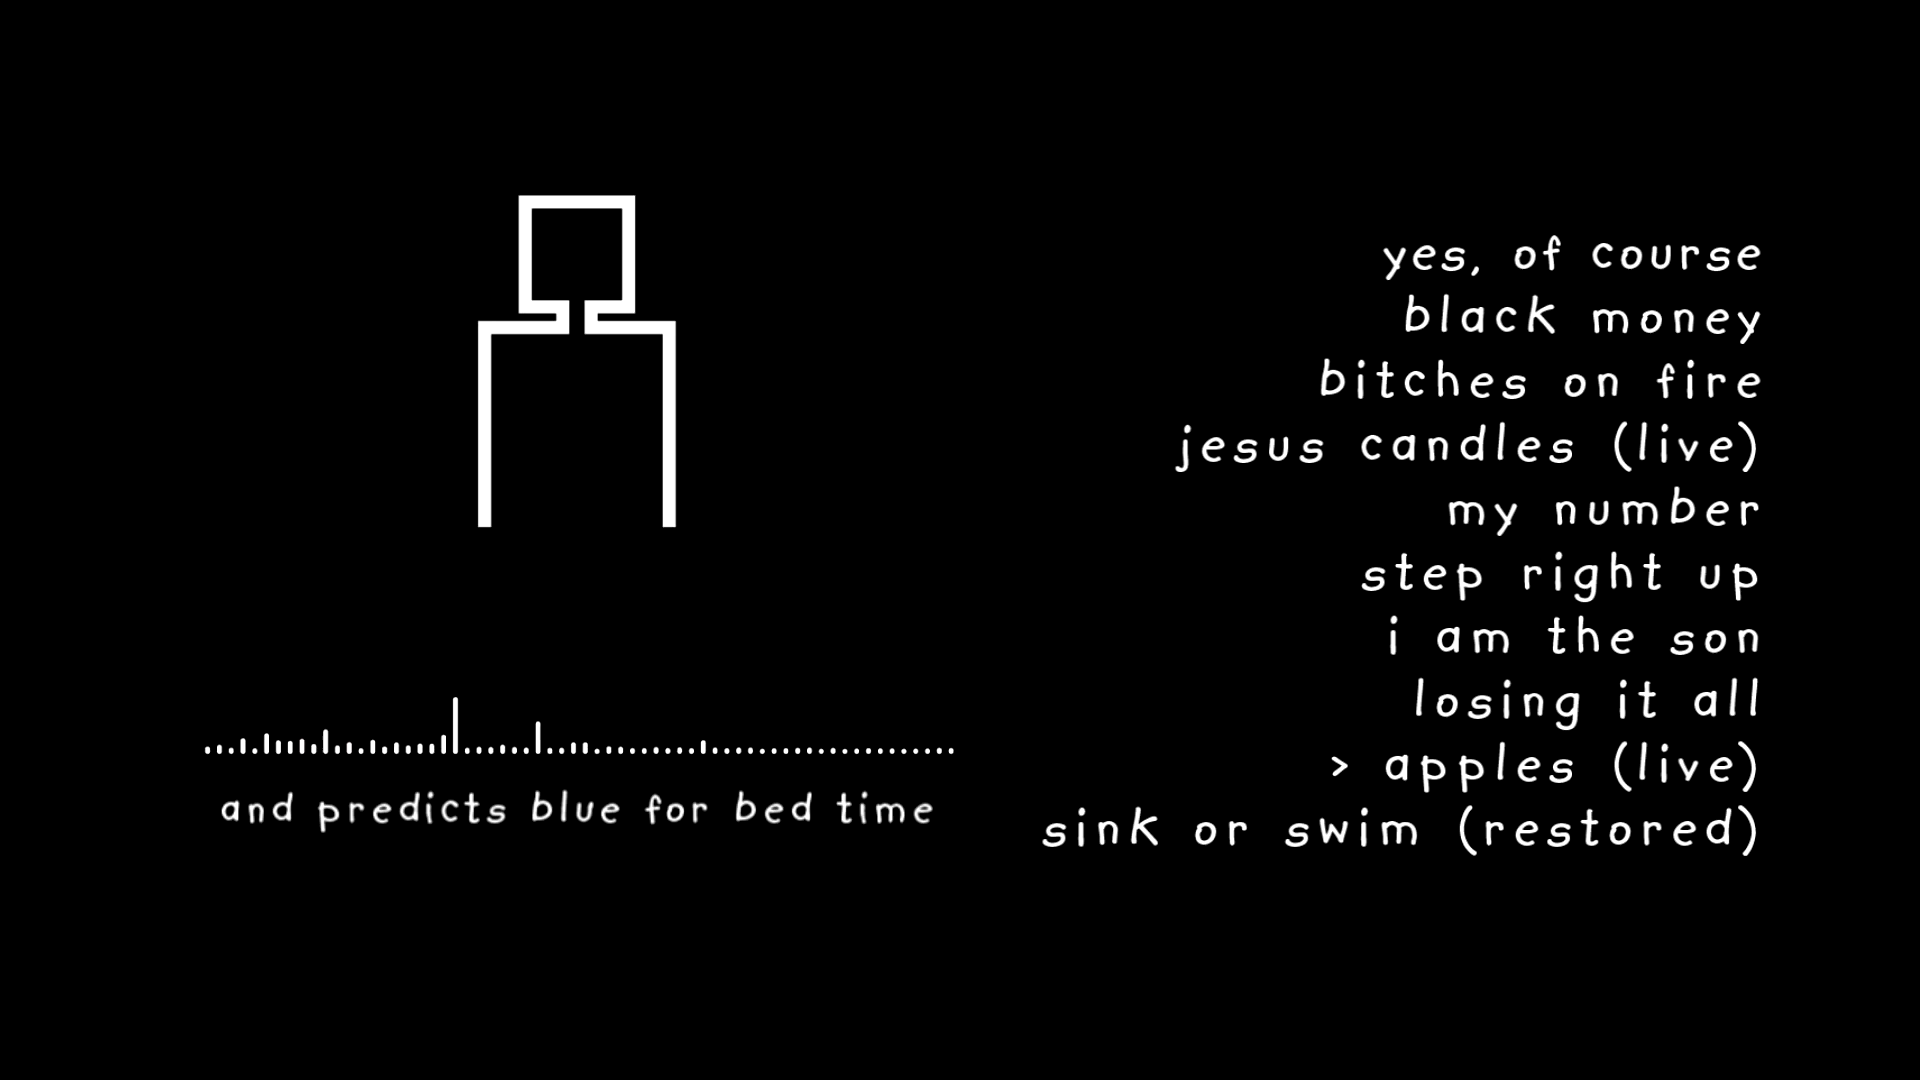 yes, of course
black money
bitches on fire
jesus candles (live)
my number
step right up
i am the son
losing it all
> apples (live)
sink or swim (restored)
and predicts blue for bed time